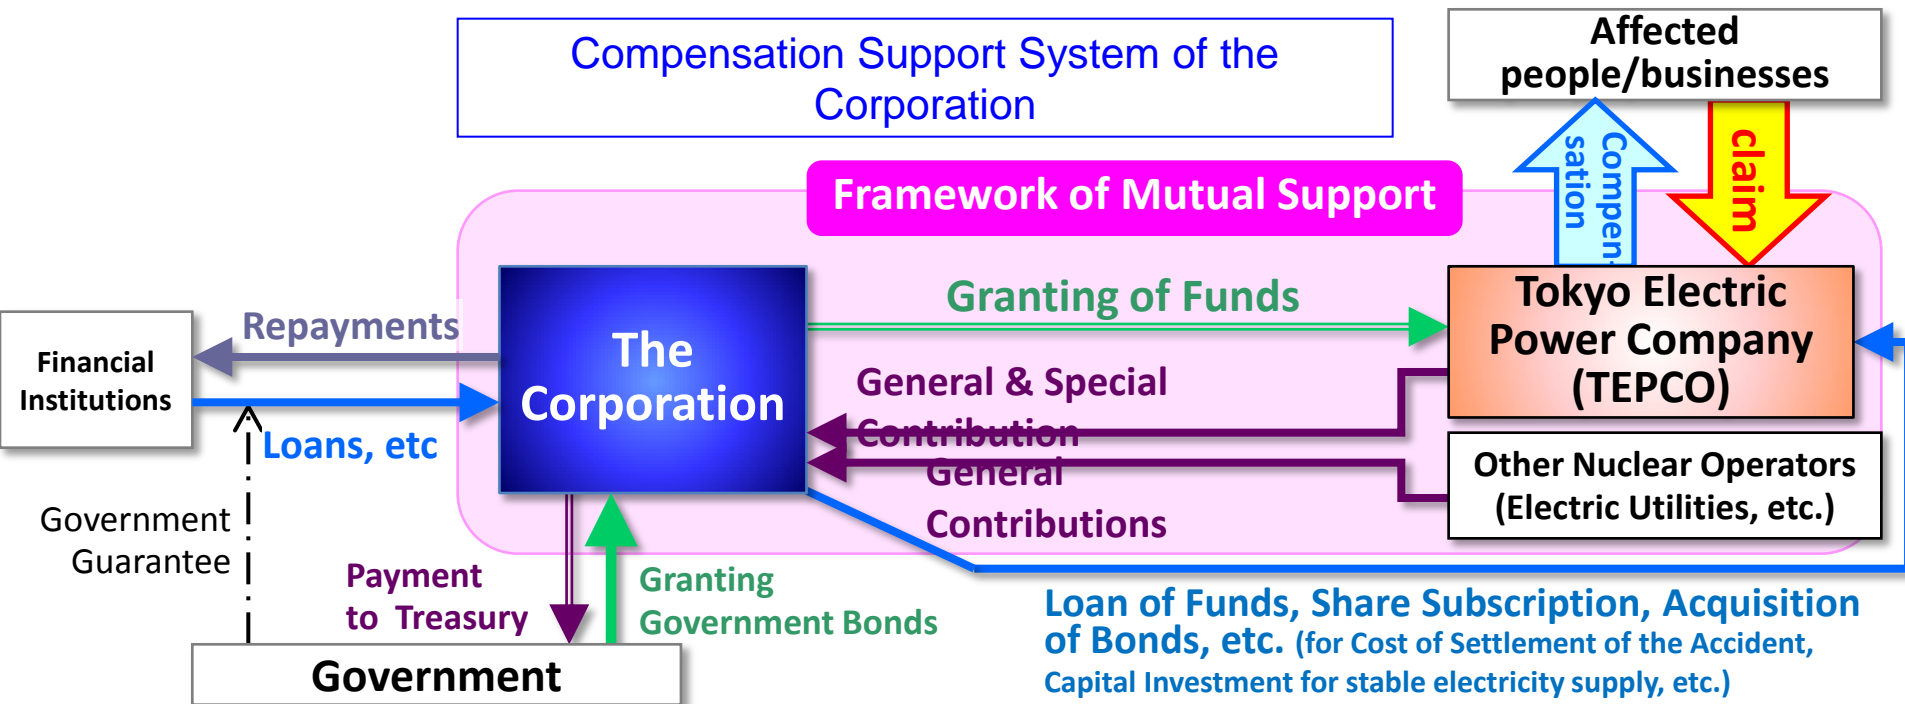 Compensation Support System of the
Corporation
Affected
people/businesses
Compen-
sation
claim
Framework of Mutual Support
Granting of Funds
Tokyo Electric
Power Company
(TEPCO)
Repayments
Financial
Institutions
The
Corporation
General & Special
Contribution
Loans, etc
General
Contributions
Other Nuclear Operators
(Electric Utilities, etc.)
Government
Guarantee
Payment
to Treasury
Granting
Government Bonds
Loan of Funds, Share Subscription, Acquisition
of Bonds, etc. (for Cost of Settlement of the Accident,
Capital Investment for stable electricity supply, etc.)
Government